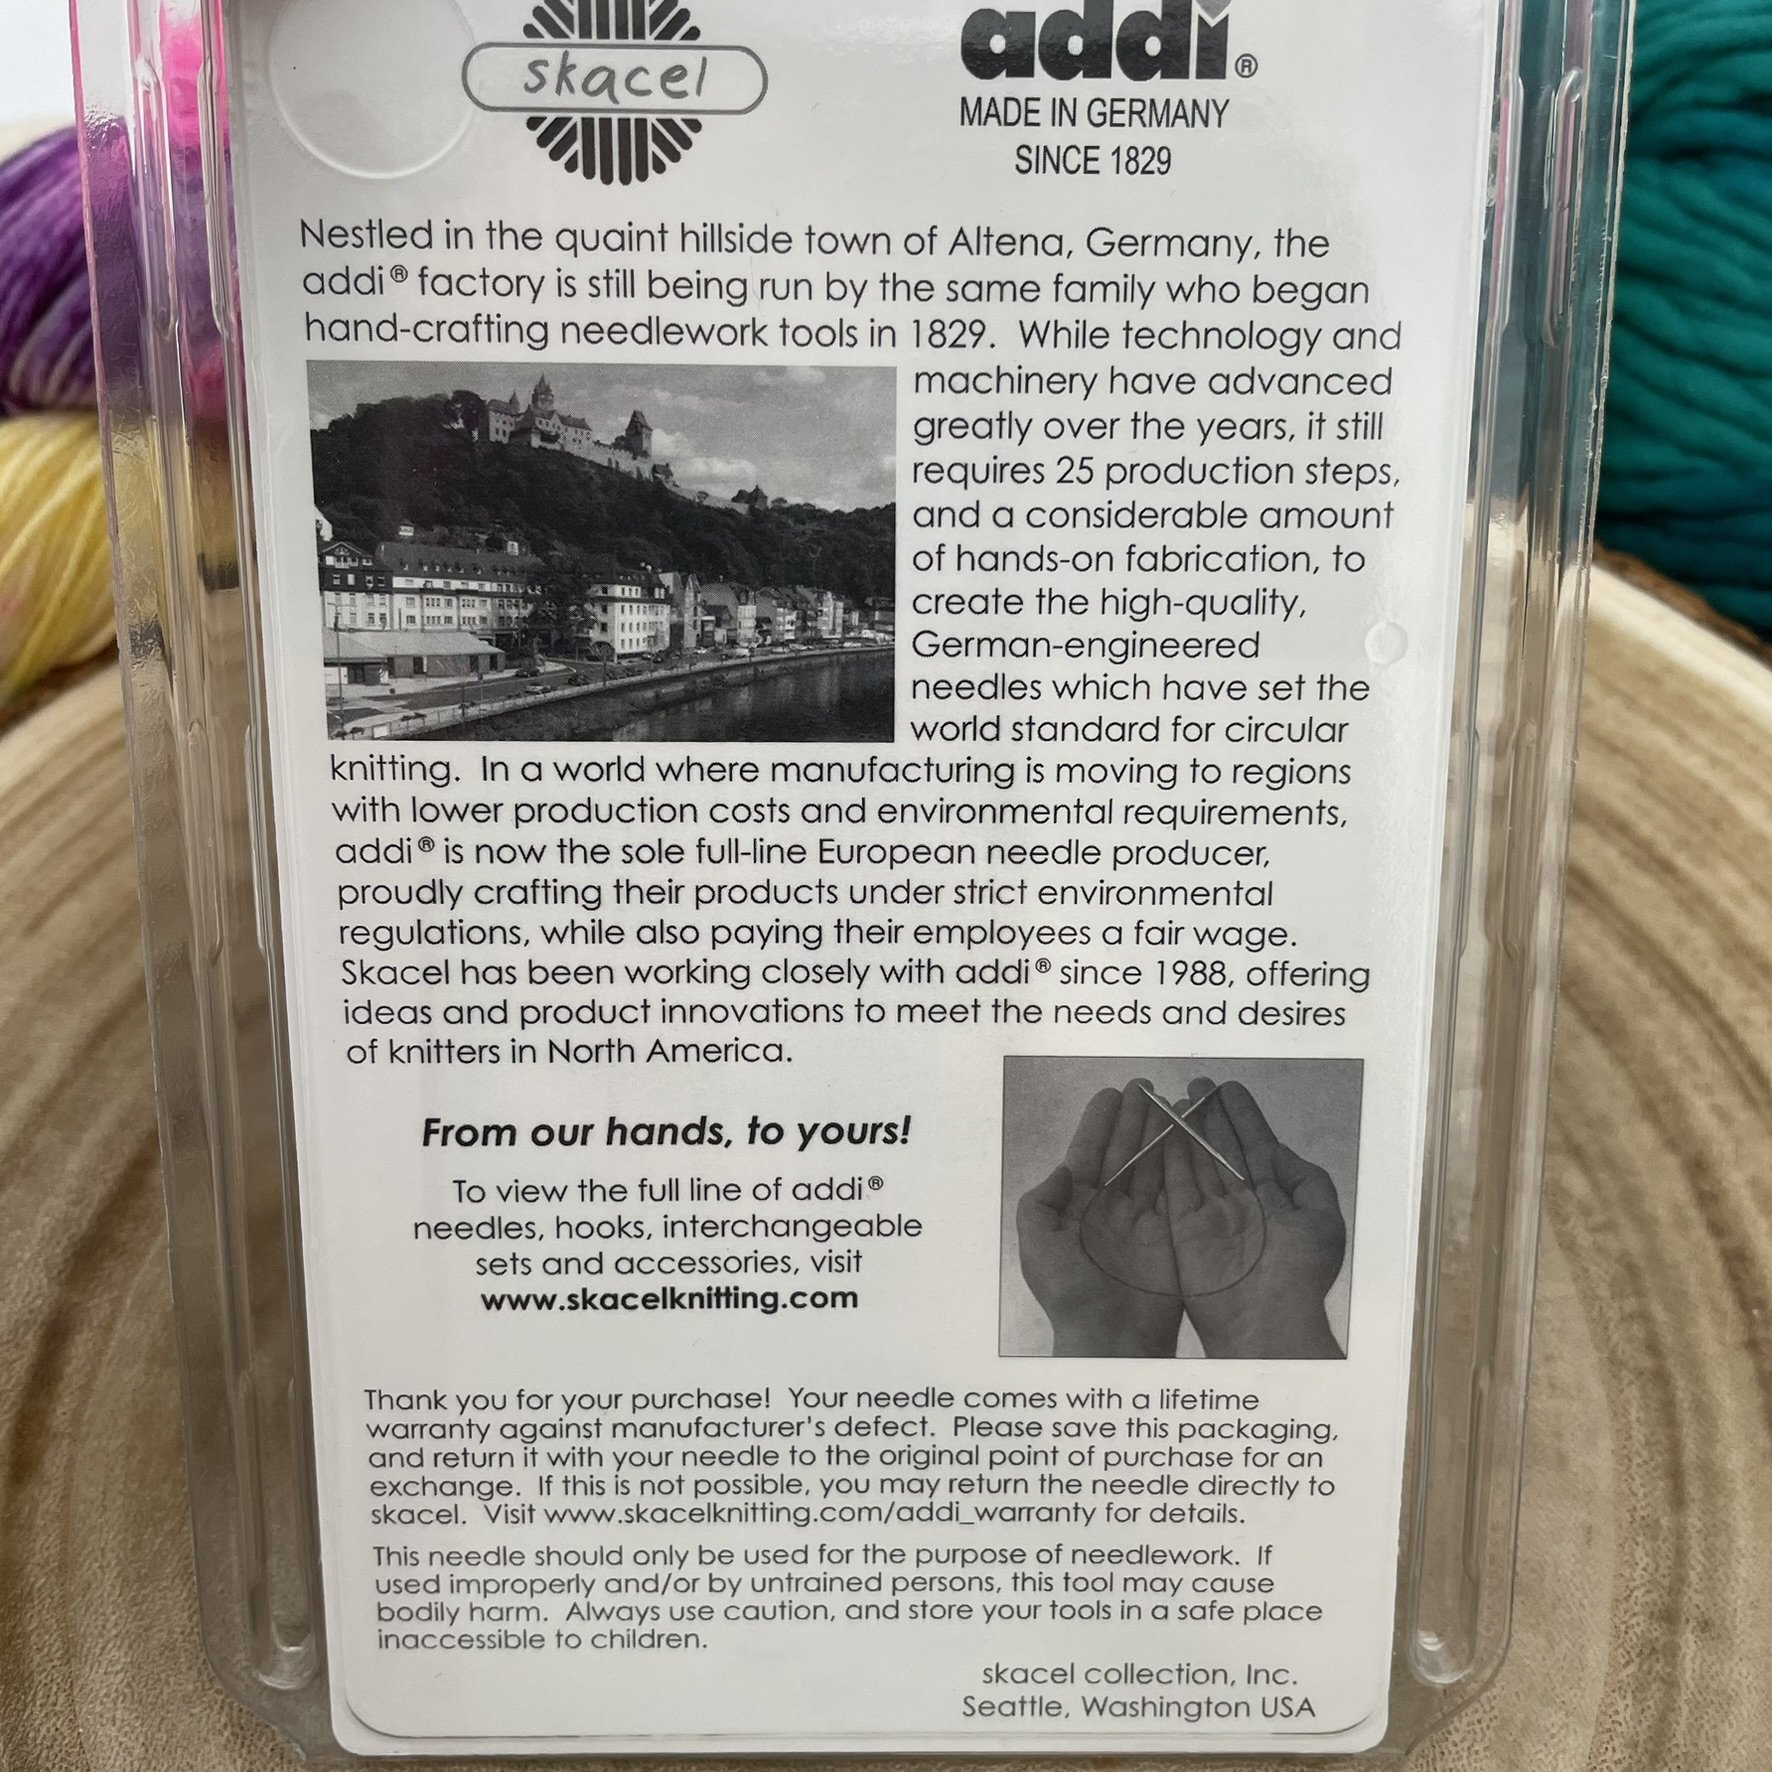 skacel
addi®
MADE IN GERMANY
SINCE 1829
Nestled in the quaint hillside town of Altena, Germany, the
addi® factory is still being run by the same family who began
hand-crafting needlework tools in 1829. While technology and
machinery have advanced
greatly over the years, it still
requires 25 production steps,
and a considerable amount
of hands-on fabrication, to
create the high-quality,
German-engineered
needles which have set the
world standard for circular
knitting. In a world where manufacturing is moving to regions
with lower production costs and environmental requirements,
addi® is now the sole full-line European needle producer,
proudly crafting their products under strict environmental
regulations, while also paying their employees a fair wage.
Skacel has been working closely with addi® since 1988, offering
ideas and product innovations to meet the needs and desires
of knitters in North America.
From our hands, to yours!
To view the full line of addi®
needles, hooks, interchangeable
sets and accessories, visit
www.skacelknitting.com
Thank you for your purchase! Your needle comes with a lifetime
warranty against manufacturer's defect. Please save this packaging,
and return it with your needle to the original point of purchase for an
exchange. If this is not possible, you may return the needle directly to
skacel. Visit www.skacelknitting.com/addi_warranty for details.
This needle should only be used for the purpose of needlework. If
used improperly and/or by untrained persons, this tool may cause
bodily harm. Always use caution, and store your tools in a safe place
inaccessible to children.
skacel collection, Inc.
Seattle, Washington USA